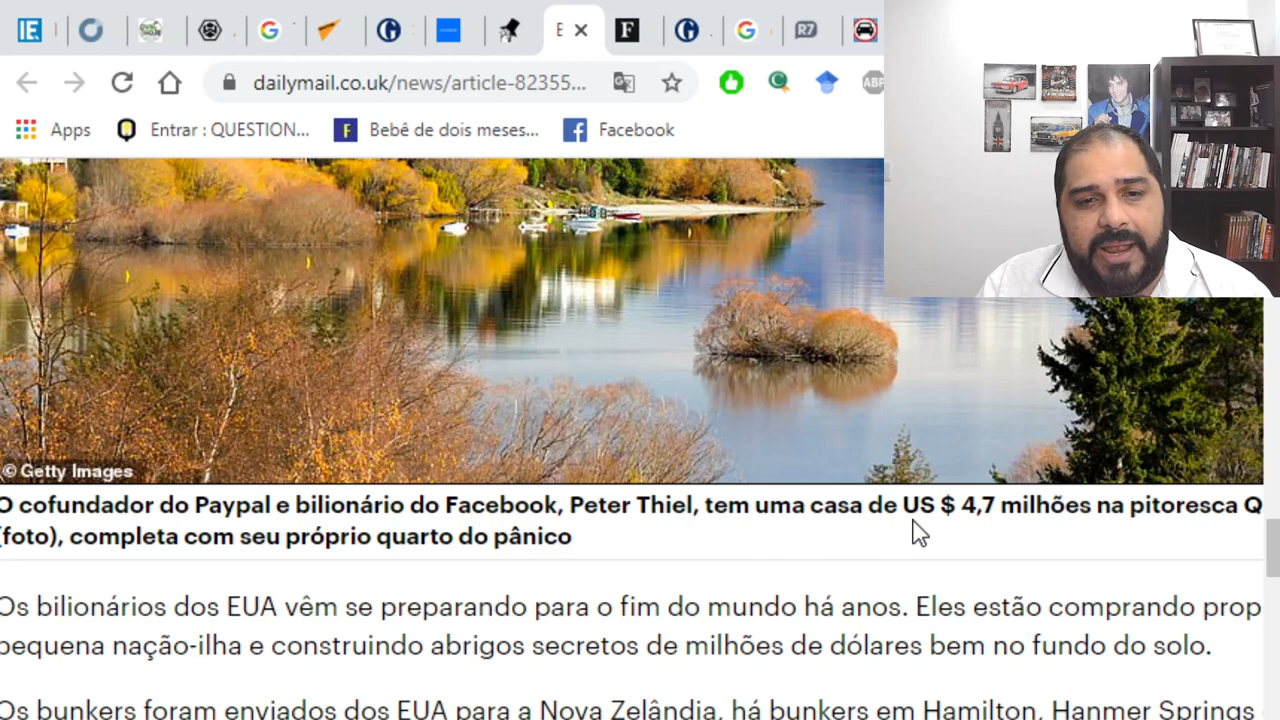 dailymail.co.uk/news/article-82355...
ABP
Apps
Entrar : QUESTION...
Bebê de dois meses...
Facebook
© Getty Images
O cofundador do Paypal e bilionário do Facebook, Peter Thiel, tem uma casa de US $ 4,7 milhões na pitoresca Q
(foto), completa com seu próprio quarto do pânico
Os bilionários dos EUA vêm se preparando para o fim do mundo há anos. Eles estão comprando prop
pequena nação-ilha e construindo abrigos secretos de milhões de dólares bem no fundo do solo.
Os bunkers foram enviados dos EUA para a Nova Zelândia, há bunkers em Hamilton, Hanmer Springs